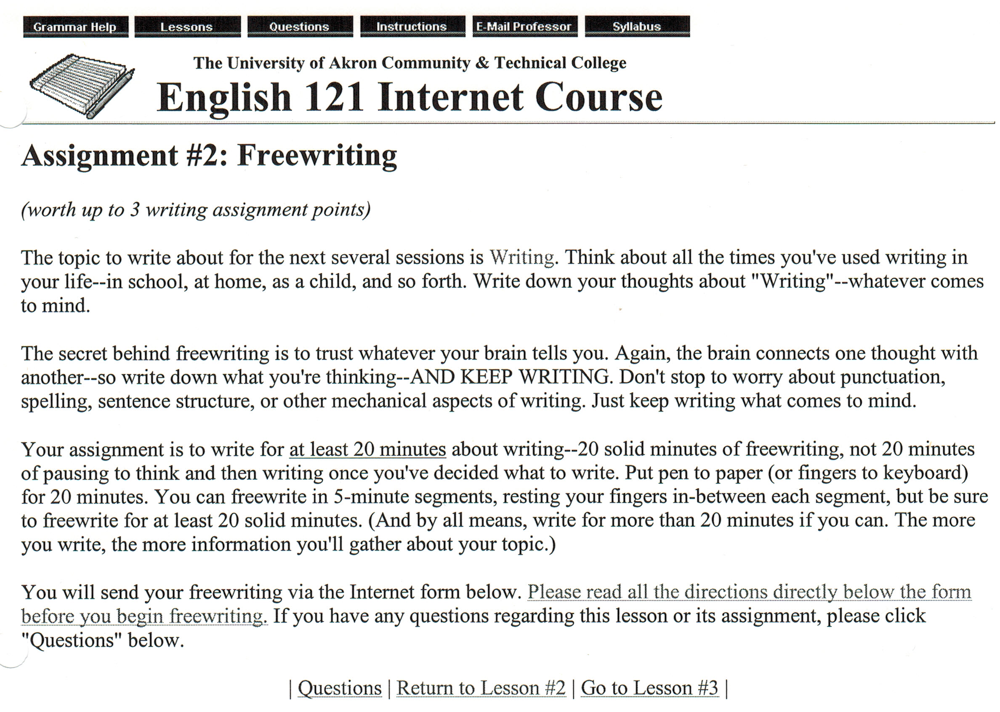 Grammar Help Lessons Questions Instructions E-Mail Professor Syllabus
The University of Akron Community & Technical College
English 121 Internet Course
Assignment #2: Freewriting
(worth up to 3 writing assignment points)
The topic to write about for the next several sessions is Writing. Think about all the times you've used writing in
your life--in school, at home, as a child, and so forth. Write down your thoughts about "Writing"--whatever comes
to mind.
The secret behind freewriting is to trust whatever your brain tells you. Again, the brain connects one thought with
another--so write down what you're thinking--AND KEEP WRITING. Don't stop to worry about punctuation,
spelling, sentence structure, or other mechanical aspects of writing. Just keep writing what comes to mind.
Your assignment is to write for at least 20 minutes about writing--20 solid minutes of freewriting, not 20 minutes
of pausing to think and then writing once you've decided what to write. Put pen to paper (or fingers to keyboard)
for 20 minutes. You can freewrite in 5-minute segments, resting your fingers in-between each segment, but be sure
to freewrite for at least 20 solid minutes. (And by all means, write for more than 20 minutes if you can. The more
you write, the more information you'll gather about your topic.)
You will send your freewriting via the Internet form below. Please read all the directions directly below the form
before you begin freewriting. If you have any questions regarding this lesson or its assignment, please click
"Questions" below.
| Questions | Return to Lesson #2 | Go to Lesson #3 |